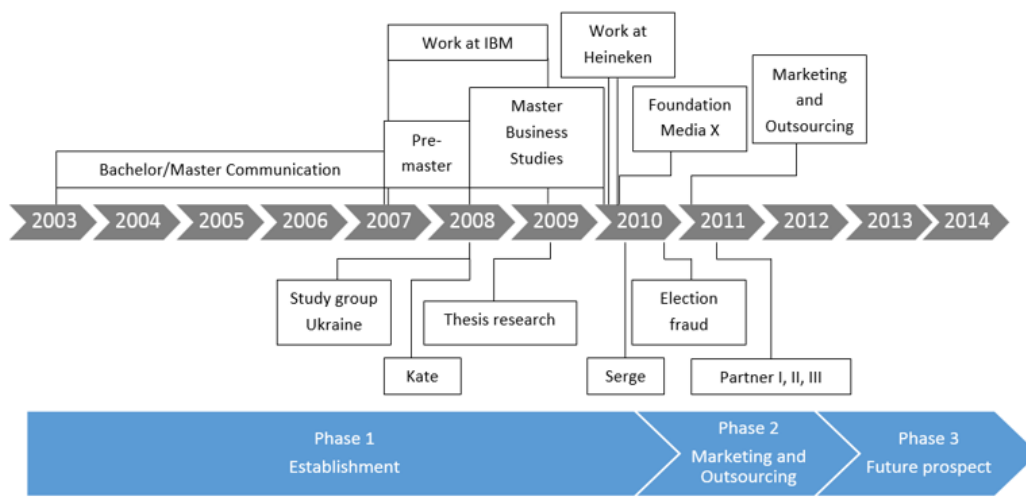 Work at IBM
Work at
Heineken
Marketing
and
Outsourcing
Master
Business
Studies
Foundation
Media X
Pre-
master
Bachelor/Master Communication
2003 2004 2005 2006 2007 2008 2009 2010 2011 2012 2013 2014
Study group
Ukraine
Thesis research
Election
fraud
Kate
Serge
Partner I, II, III
Phase 1
Establishment
Phase 2
Marketing and
Outsourcing
Phase 3
Future prospect